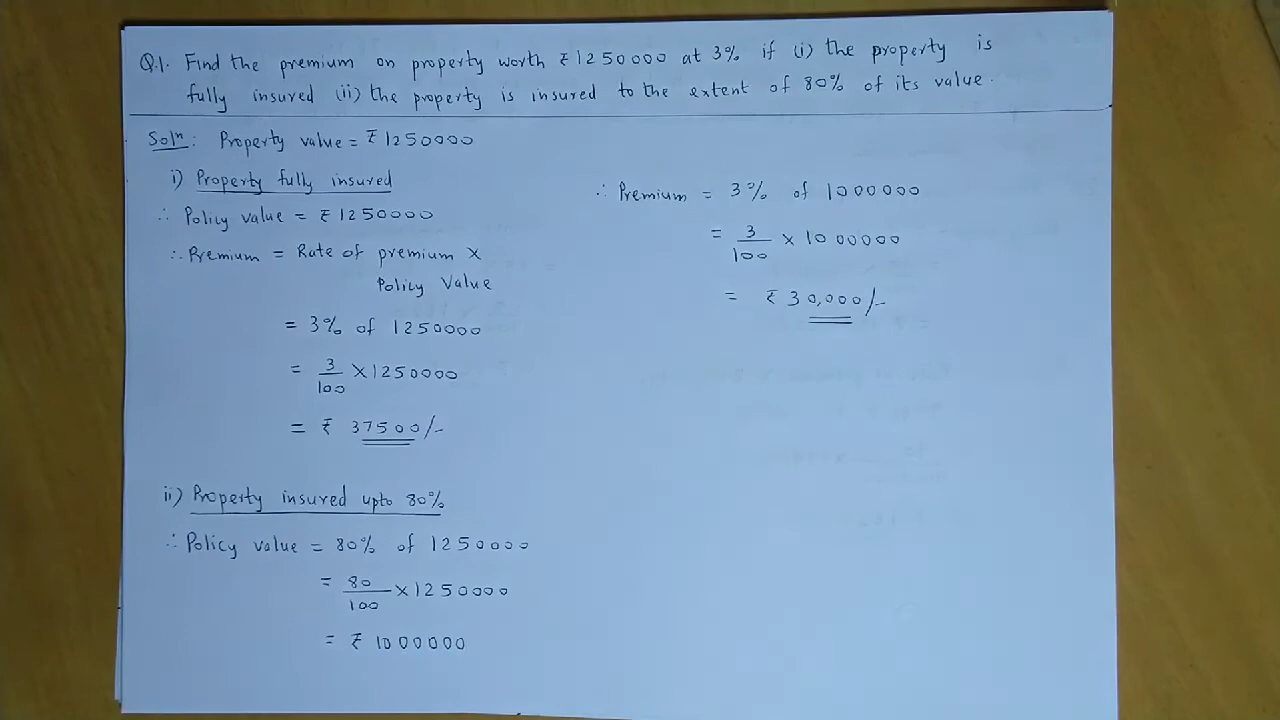 Q.1. Find the premium on property worth ₹1250000 at 3% if (i) the property is
fully insured (ii) the property is insured to the extent of 80% of its value.
Solⁿ: Property value = ₹1250000
i) Property fully insured
∴ Policy value = ₹1250000
∴ Premium = Rate of premium ×
Policy Value
= 3% of 1250000
= 3/100 × 1250000
= ₹ 37500/-
ii) Property insured upto 80%
∴ Policy value = 80% of 1250000
= 80/100 × 1250000
= ₹ 1000000
∴ Premium = 3% of 1000000
= 3/100 × 1000000
= ₹ 30,000/-